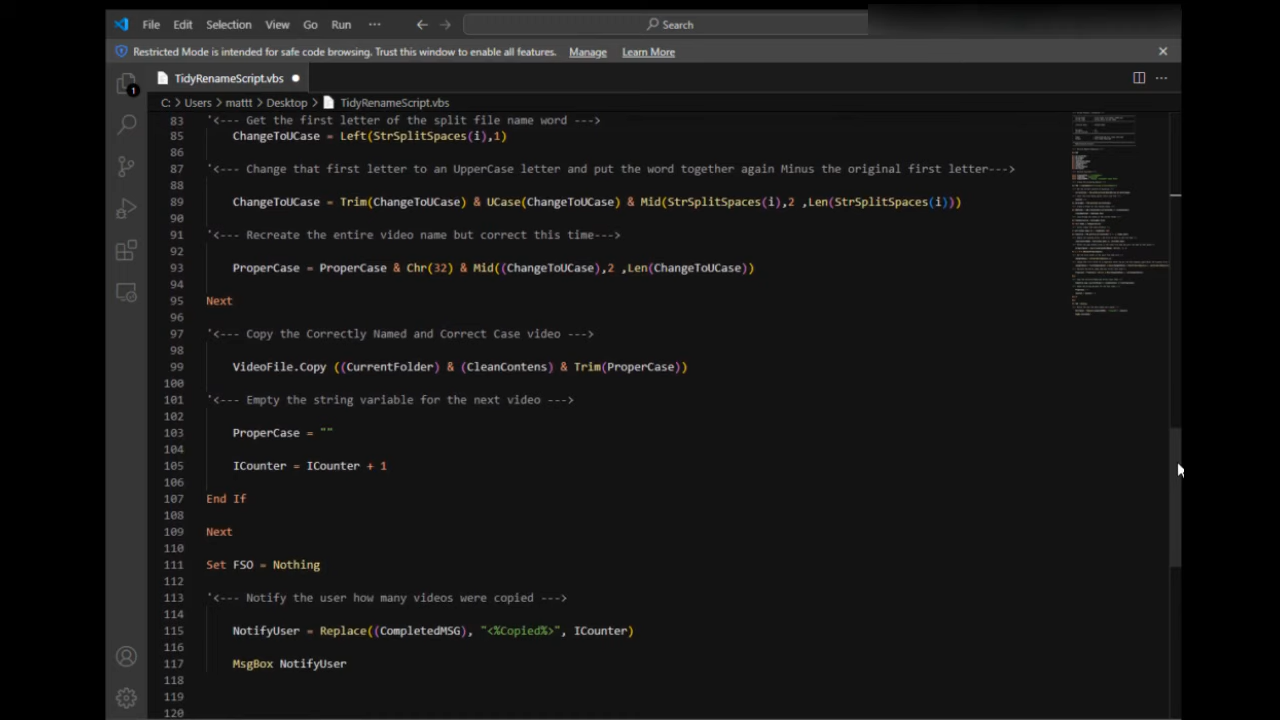 File Edit Selection View Go Run ··· Search
Restricted Mode is intended for safe code browsing. Trust this window to enable all features. Manage Learn More
TidyRenameScript.vbs
C: > Users > mattt > Desktop > TidyRenameScript.vbs
1
83 '<--- Get the first letter of the split file name word --->
85 ChangeToUCase = Left(StrSplitSpaces(i),1)
86
87 '<--- Change that first letter to an UpperCase letter and put the word together again Minus the original first letter--->
88
89 ChangeToUCase = Trim(ChangeToUCase) & UCase(ChangeToUCase) & Mid(StrSplitSpaces(i),2 ,Len(StrSplitSpaces(i)))
90
91 '<--- Recreate the entire video name but correct this time--->
92
93 ProperCase = ProperCase & Chr(32) & Mid((ChangeToUCase),2 ,Len(ChangeToUCase))
94
95 Next
96
97 '<--- Copy the Correctly Named and Correct Case video --->
98
99 VideoFile.Copy ((CurrentFolder) & (CleanContens) & Trim(ProperCase))
100
101 '<--- Empty the string variable for the next video --->
102
103 ProperCase = ""
104
105 ICounter = ICounter + 1
106
107 End If
108
109 Next
110
111 Set FSO = Nothing
112
113 '<--- Notify the user how many videos were copied --->
114
115 NotifyUser = Replace((CompletedMSG), "<%Copied%>", ICounter)
116
117 MsgBox NotifyUser
118
119
120